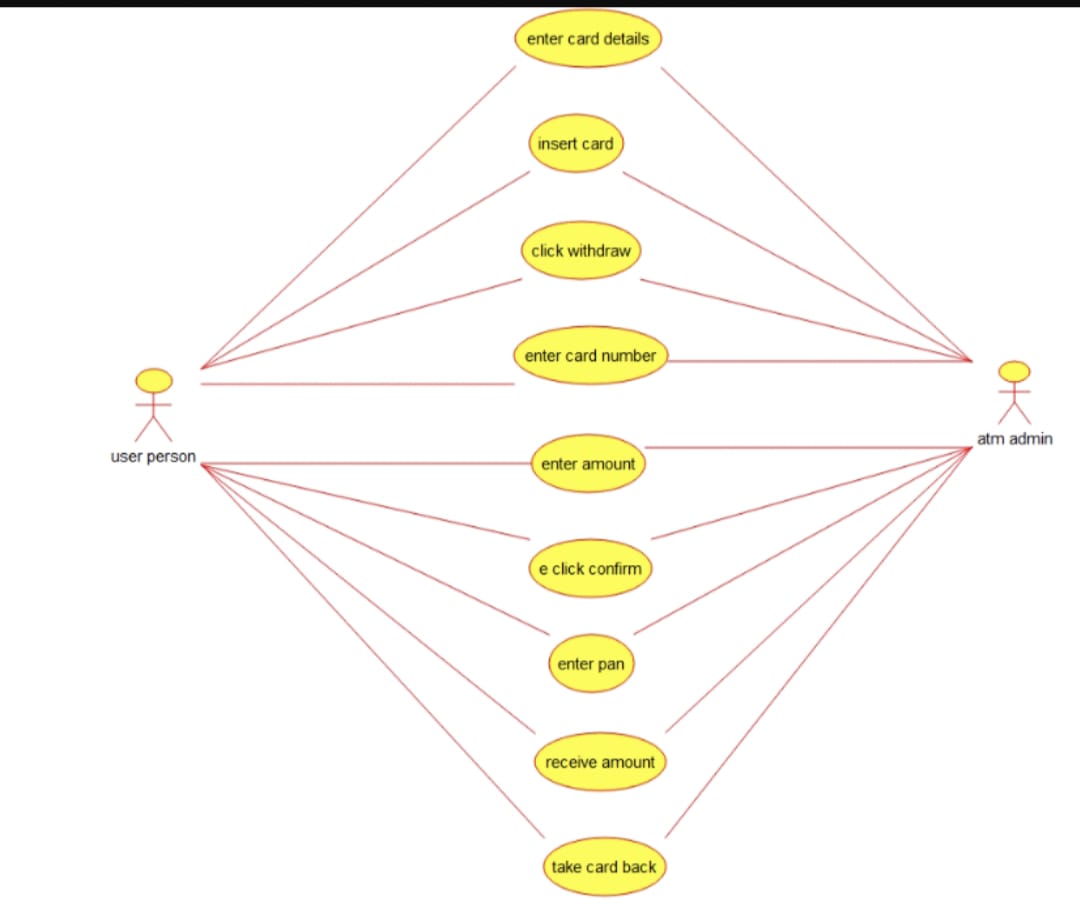 enter card details
insert card
click withdraw
enter card number
user person
atm admin
enter amount
e click confirm
enter pan
receive amount
take card back